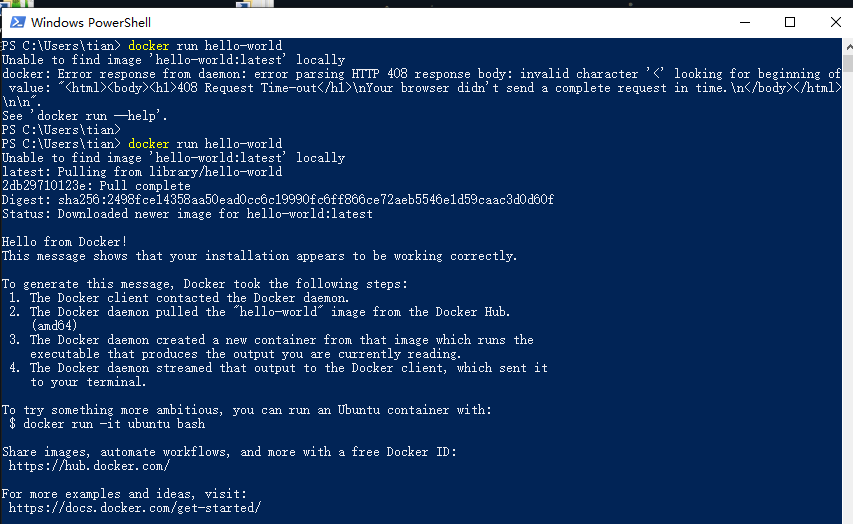 Windows PowerShell
PS C:\Users\tian> docker run hello-world
Unable to find image 'hello-world:latest' locally
docker: Error response from daemon: error parsing HTTP 408 response body: invalid character '<' looking for beginning of
 value: "<html><body><h1>408 Request Time-out</h1>\nYour browser didn't send a complete request in time.\n</body></html>
\n\n".
See 'docker run --help'.
PS C:\Users\tian>
PS C:\Users\tian> docker run hello-world
Unable to find image 'hello-world:latest' locally
latest: Pulling from library/hello-world
2db29710123e: Pull complete
Digest: sha256:2498fce14358aa50ead0cc6c19990fc6ff866ce72aeb5546e1d59caac3d0d60f
Status: Downloaded newer image for hello-world:latest

Hello from Docker!
This message shows that your installation appears to be working correctly.

To generate this message, Docker took the following steps:
 1. The Docker client contacted the Docker daemon.
 2. The Docker daemon pulled the "hello-world" image from the Docker Hub.
    (amd64)
 3. The Docker daemon created a new container from that image which runs the
    executable that produces the output you are currently reading.
 4. The Docker daemon streamed that output to the Docker client, which sent it
    to your terminal.

To try something more ambitious, you can run an Ubuntu container with:
 $ docker run -it ubuntu bash

Share images, automate workflows, and more with a free Docker ID:
 https://hub.docker.com/

For more examples and ideas, visit:
 https://docs.docker.com/get-started/